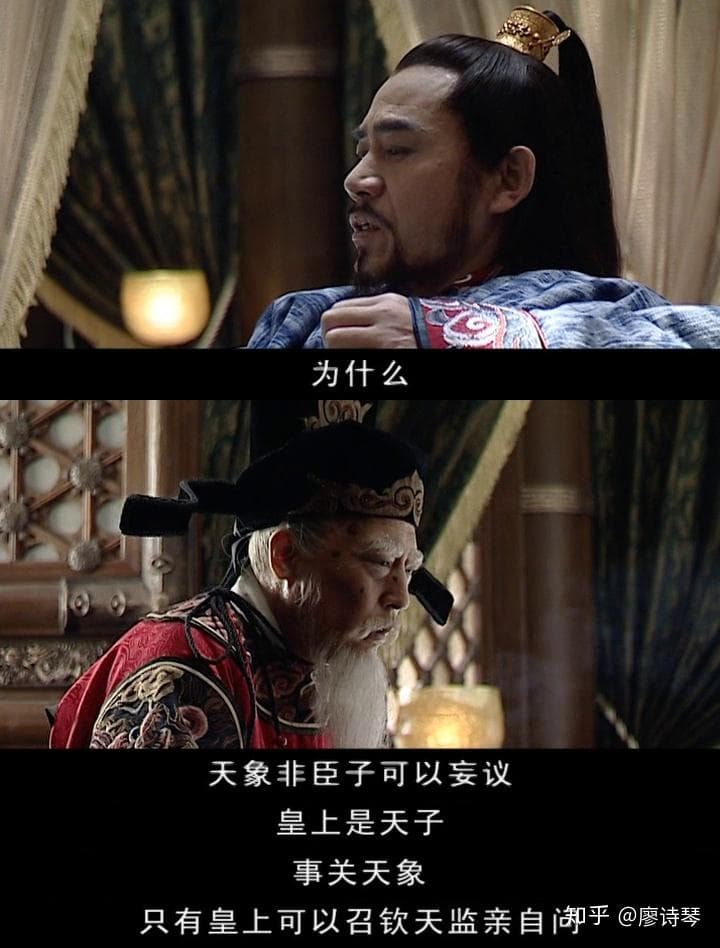 为什么
天象非臣子可以妄议
皇上是天子
事关天象
只有皇上可以召钦天监亲自问
知乎 @廖诗琴